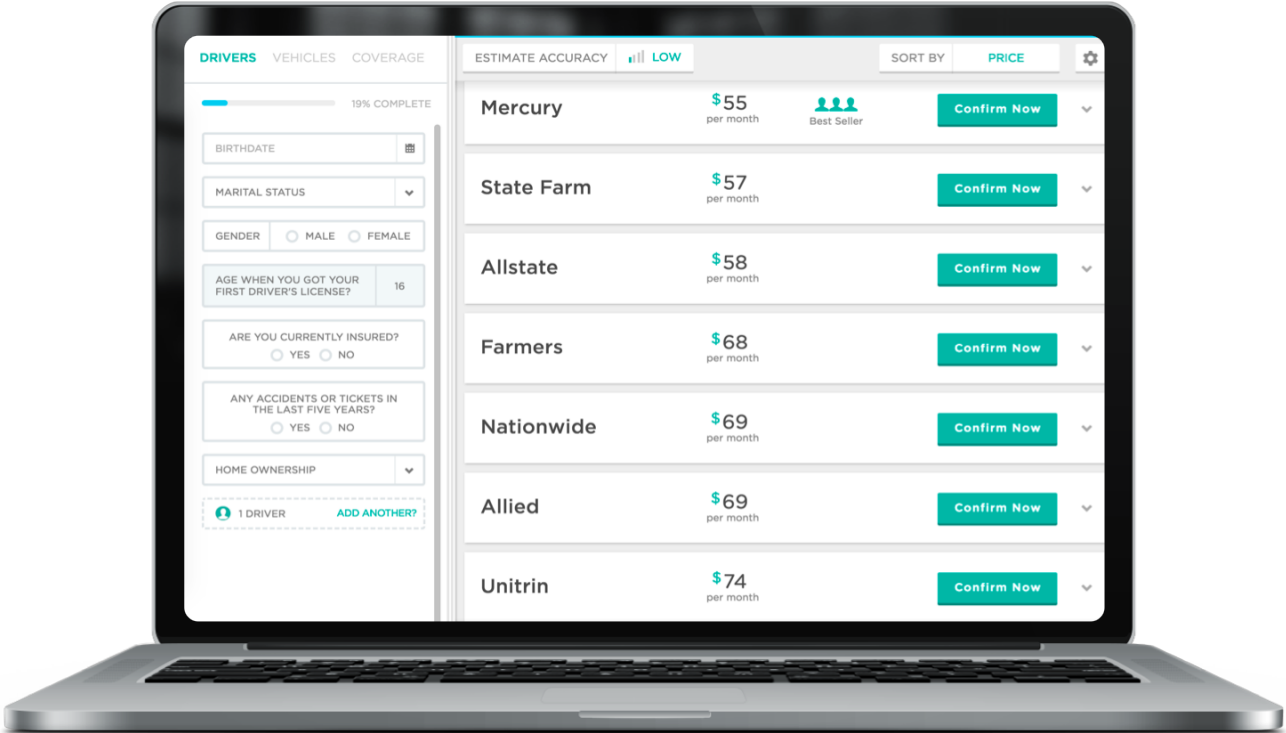 DRIVERS VEHICLES COVERAGE
19% COMPLETE
BIRTHDATE
MARITAL STATUS
GENDER MALE FEMALE
AGE WHEN YOU GOT YOUR
FIRST DRIVER'S LICENSE?
16
ARE YOU CURRENTLY INSURED?
YES NO
ANY ACCIDENTS OR TICKETS IN
THE LAST FIVE YEARS?
YES NO
HOME OWNERSHIP
1 DRIVER ADD ANOTHER?
ESTIMATE ACCURACY LOW SORT BY PRICE
Mercury $55 per month Best Seller Confirm Now
State Farm $57 per month Confirm Now
Allstate $58 per month Confirm Now
Farmers $68 per month Confirm Now
Nationwide $69 per month Confirm Now
Allied $69 per month Confirm Now
Unitrin $74 per month Confirm Now